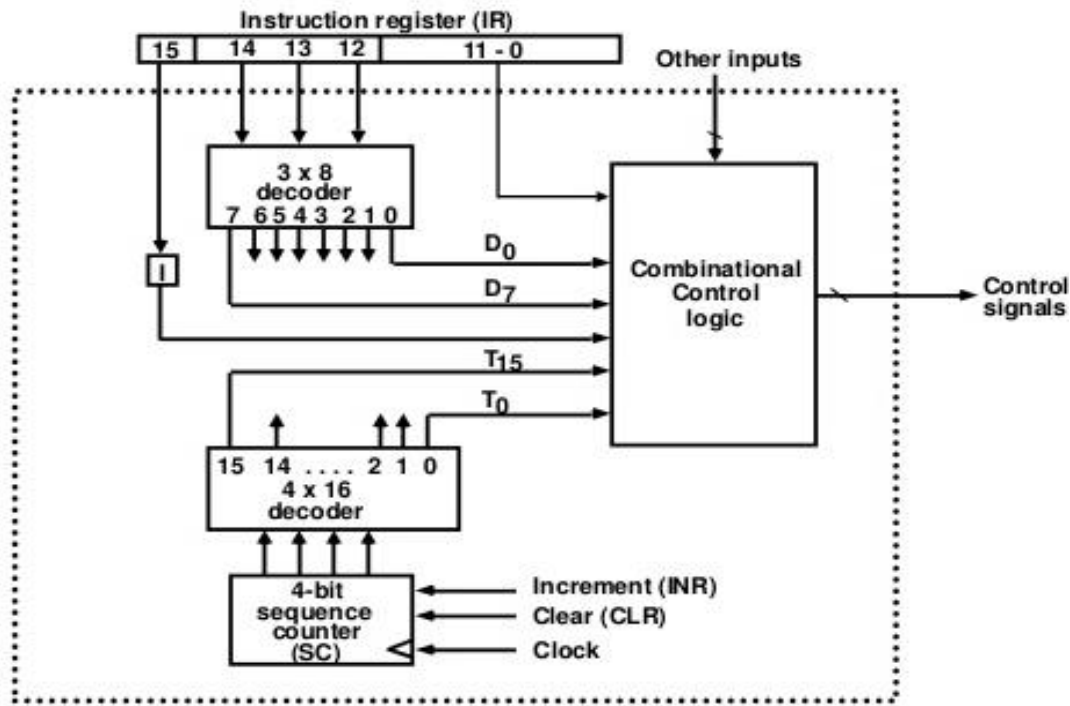 Instruction register (IR)
15 14 13 12 11 - 0
Other inputs
3 x 8
decoder
7 6 5 4 3 2 1 0
D0
I
D7
Combinational
Control
logic
Control
signals
T15
T0
15 14 . . . . 2 1 0
4 x 16
decoder
4-bit
sequence
counter
(SC)
Increment (INR)
Clear (CLR)
Clock